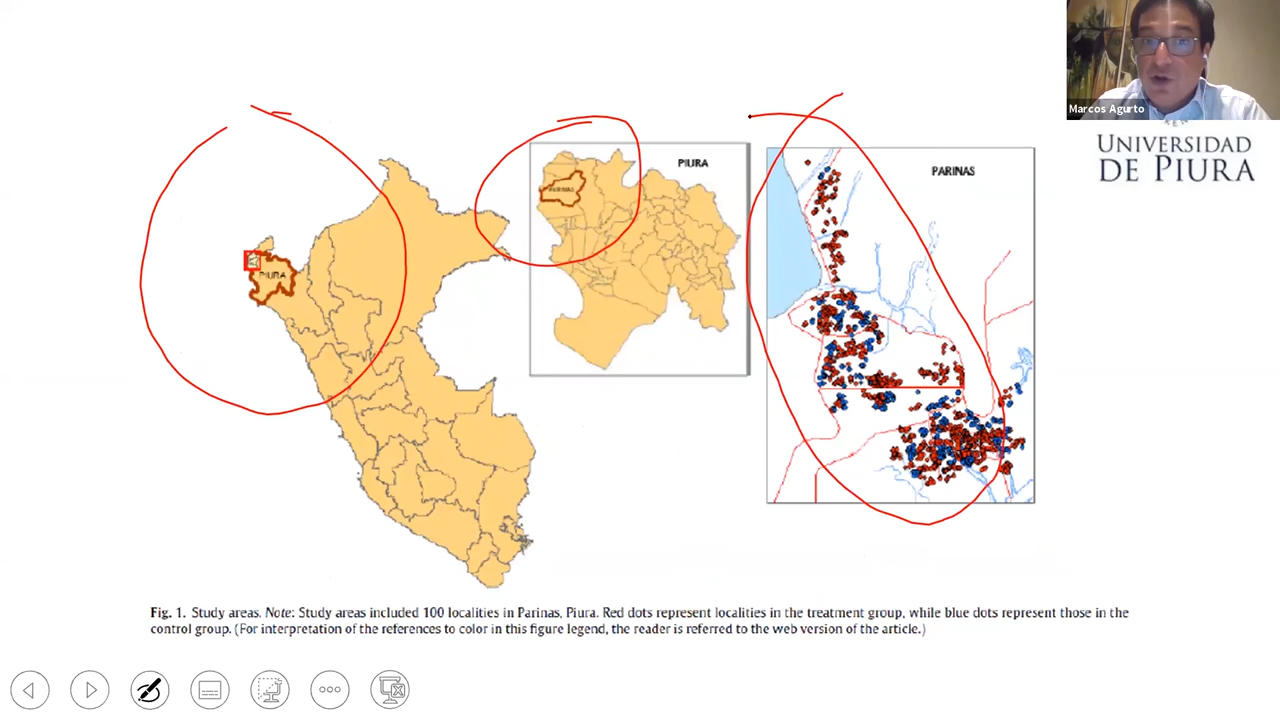 Marcos Agurto
UNIVERSIDAD
DE PIURA
PIURA
PARINAS
PIURA
PARINAS
Fig. 1. Study areas. Note: Study areas included 100 localities in Parinas, Piura. Red dots represent localities in the treatment group, while blue dots represent those in the
control group. (For interpretation of the references to color in this figure legend, the reader is referred to the web version of the article.)